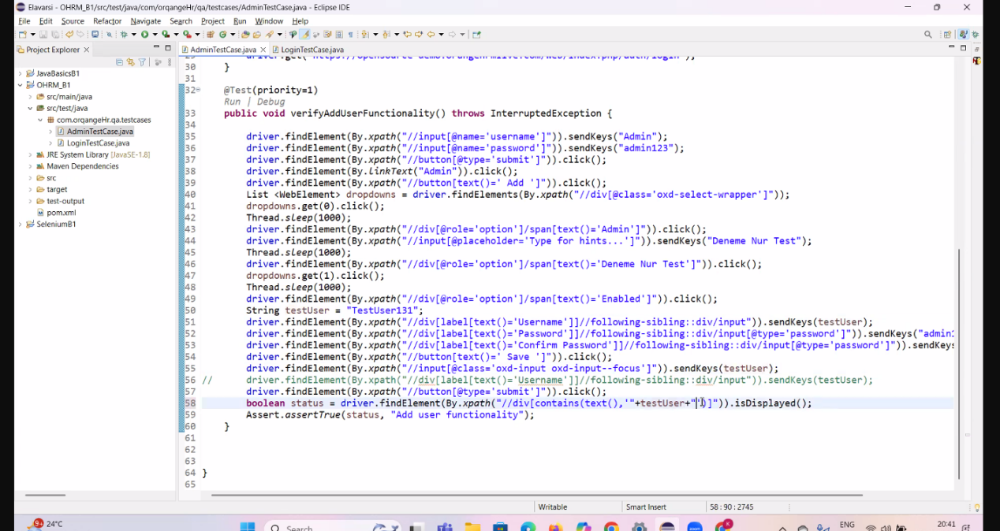 Elavarsi - OHRM_B1/src/test/java/com/orqangeHr/qa/testcases/AdminTestCase.java - Eclipse IDE
File Edit Source Refactor Navigate Search Project Run Window Help
Project Explorer
AdminTestCase.java
LoginTestCase.java
JavaBasicsB1
OHRM_B1
src/main/java
src/test/java
com.orqangeHr.qa.testcases
AdminTestCase.java
LoginTestCase.java
JRE System Library [JavaSE-1.8]
Maven Dependencies
src
target
test-output
pom.xml
SeleniumB1
29 driver.get("https://opensource-demo.orangehrmlive.com/web/index.php/auth/login");
30 }
31
32 @Test(priority=1)
Run | Debug
33 public void verifyAddUserFunctionality() throws InterruptedException {
34
35 driver.findElement(By.xpath("//input[@name='username']")).sendKeys("Admin");
36 driver.findElement(By.xpath("//input[@name='password']")).sendKeys("admin123");
37 driver.findElement(By.xpath("//button[@type='submit']")).click();
38 driver.findElement(By.linkText("Admin")).click();
39 driver.findElement(By.xpath("//button[text()=' Add ']")).click();
40 List <WebElement> dropdowns = driver.findElements(By.xpath("//div[@class='oxd-select-wrapper']"));
41 dropdowns.get(0).click();
42 Thread.sleep(1000);
43 driver.findElement(By.xpath("//div[@role='option']/span[text()='Admin']")).click();
44 driver.findElement(By.xpath("//input[@placeholder='Type for hints...']")).sendKeys("Deneme Nur Test");
45 Thread.sleep(1000);
46 driver.findElement(By.xpath("//div[@role='option']/span[text()='Deneme Nur Test']")).click();
47 dropdowns.get(1).click();
48 Thread.sleep(1000);
49 driver.findElement(By.xpath("//div[@role='option']/span[text()='Enabled']")).click();
50 String testUser = "TestUser131";
51 driver.findElement(By.xpath("//div[label[text()='Username']]//following-sibling::div/input")).sendKeys(testUser);
52 driver.findElement(By.xpath("//div[label[text()='Password']]//following-sibling::div/input[@type='password']")).sendKeys("admin1
53 driver.findElement(By.xpath("//div[label[text()='Confirm Password']]//following-sibling::div/input[@type='password']")).sendKeys
54 driver.findElement(By.xpath("//button[text()=' Save ']")).click();
55 driver.findElement(By.xpath("//input[@class='oxd-input oxd-input--focus']")).sendKeys(testUser);
56 // driver.findElement(By.xpath("//div[label[text()='Username']]//following-sibling::div/input")).sendKeys(testUser);
57 driver.findElement(By.xpath("//button[@type='submit']")).click();
58 boolean status = driver.findElement(By.xpath("//div[contains(text(),'"+testUser+"')]")).isDisplayed();
59 Assert.assertTrue(status, "Add user functionality");
60 }
61
62
63
64 }
65
Writable Smart Insert 58 : 90 : 2745
9+ 24°C Search ENG 20:41